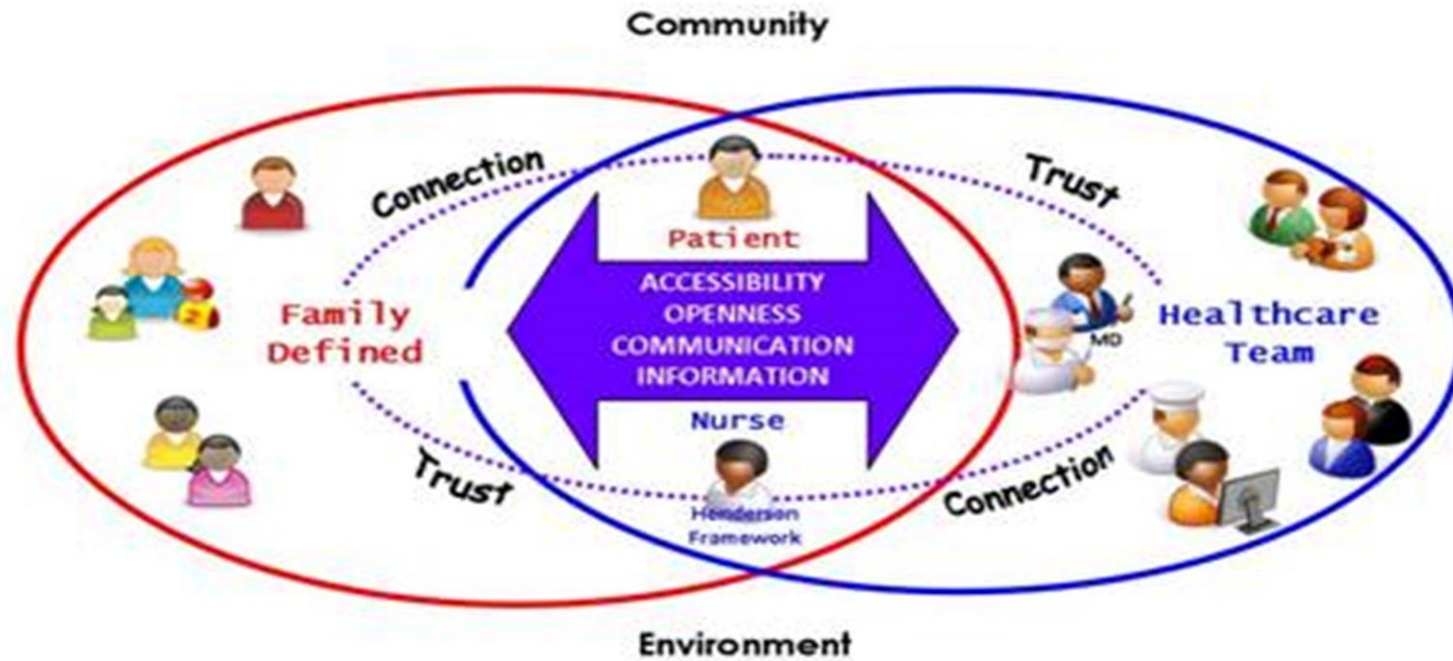 Community
Connection
Trust
Patient
ACCESSIBILITY
OPENNESS
COMMUNICATION
INFORMATION
Family
Defined
MD
Healthcare
Team
Nurse
Trust
Connection
Henderson
Framework
Environment